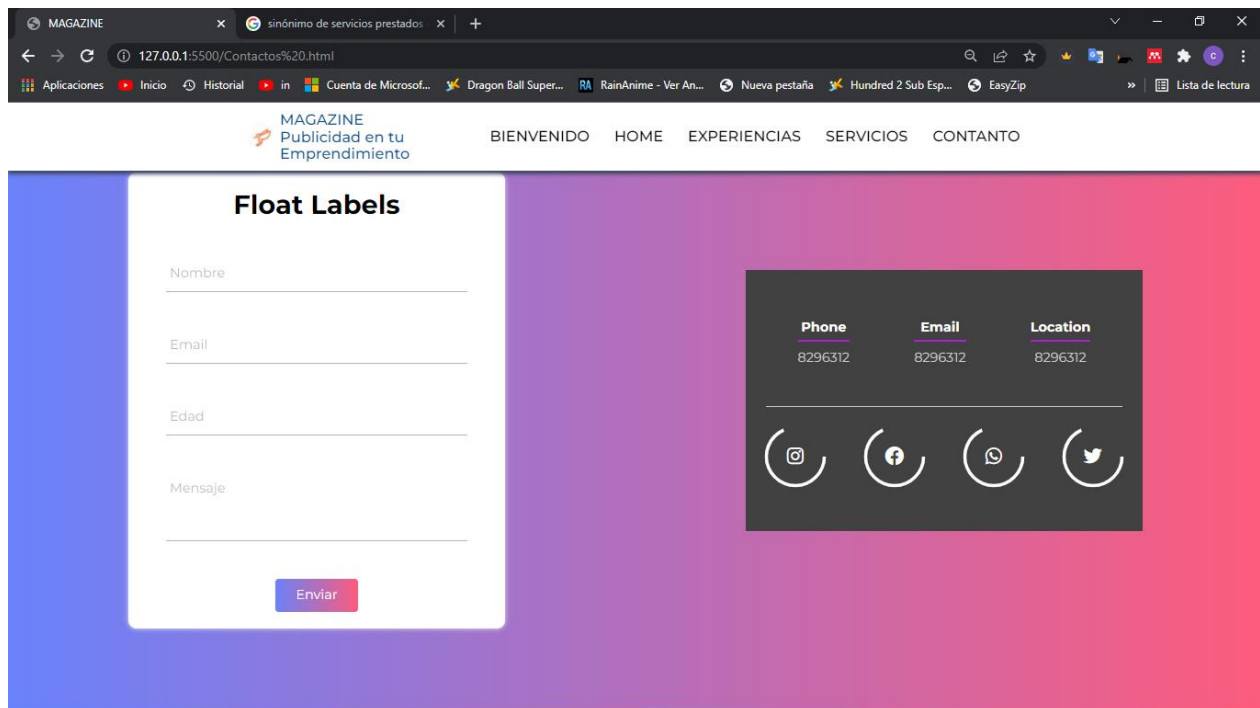 MAGAZINE
sinónimo de servicios prestados
127.0.0.1:5500/Contactos%20.html
Aplicaciones Inicio Historial in Cuenta de Microsof... Dragon Ball Super... RA RainAnime - Ver An... Nueva pestaña Hundred 2 Sub Esp... EasyZip » Lista de lectura
MAGAZINE
Publicidad en tu
Emprendimiento
BIENVENIDO HOME EXPERIENCIAS SERVICIOS CONTANTO
Float Labels
Nombre
Email
Edad
Mensaje
Enviar
Phone Email Location
8296312 8296312 8296312